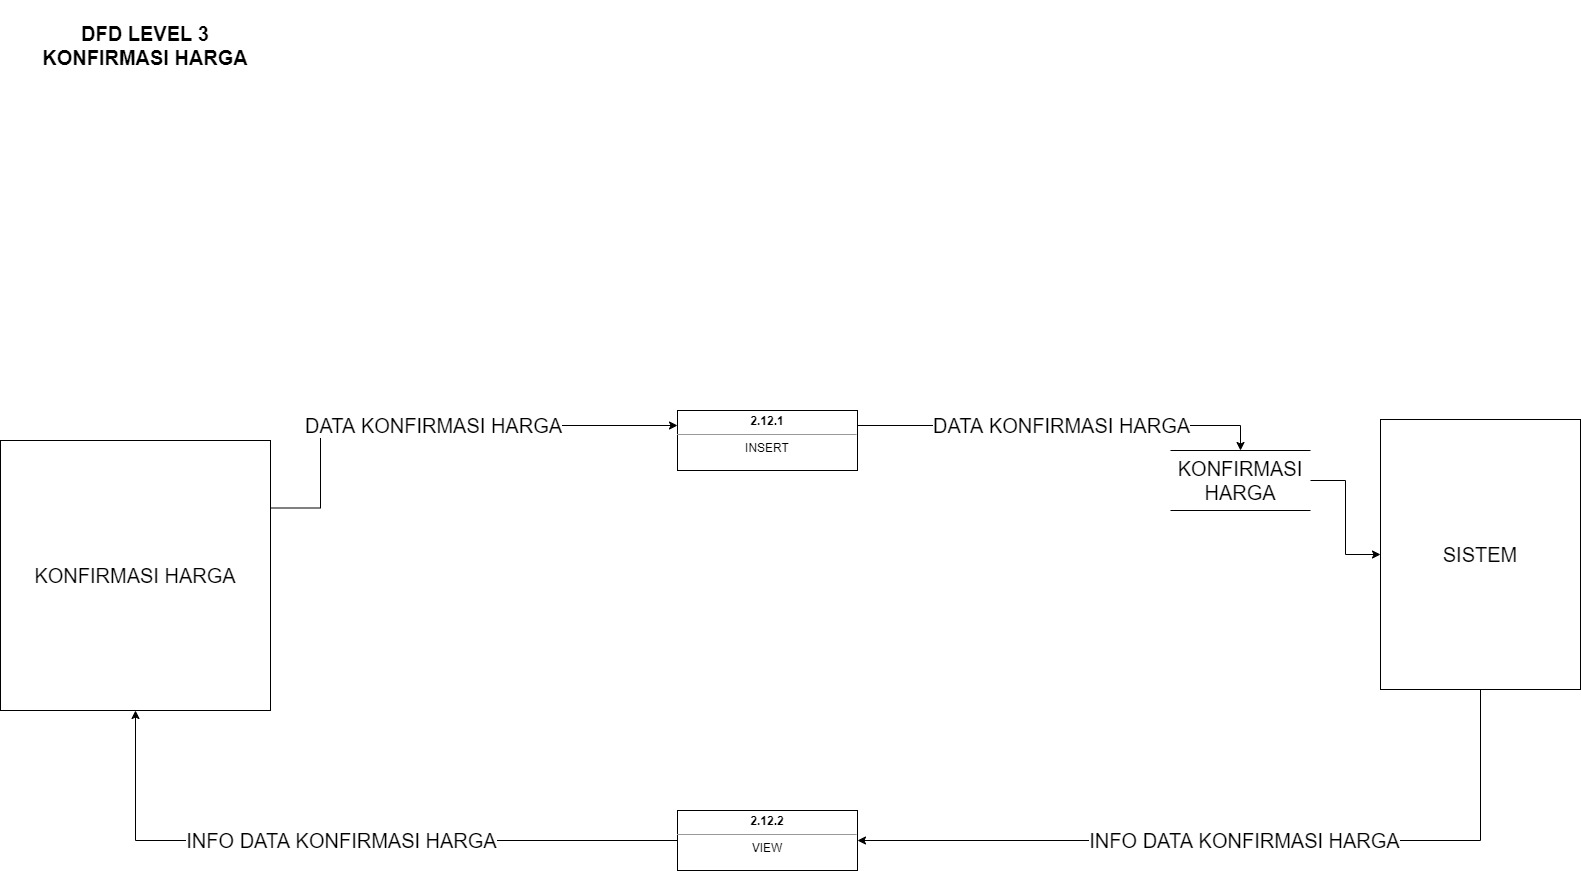 DFD LEVEL 3
KONFIRMASI HARGA
DATA KONFIRMASI HARGA
2.12.1
INSERT
DATA KONFIRMASI HARGA
KONFIRMASI
HARGA
KONFIRMASI HARGA
SISTEM
INFO DATA KONFIRMASI HARGA
2.12.2
VIEW
INFO DATA KONFIRMASI HARGA